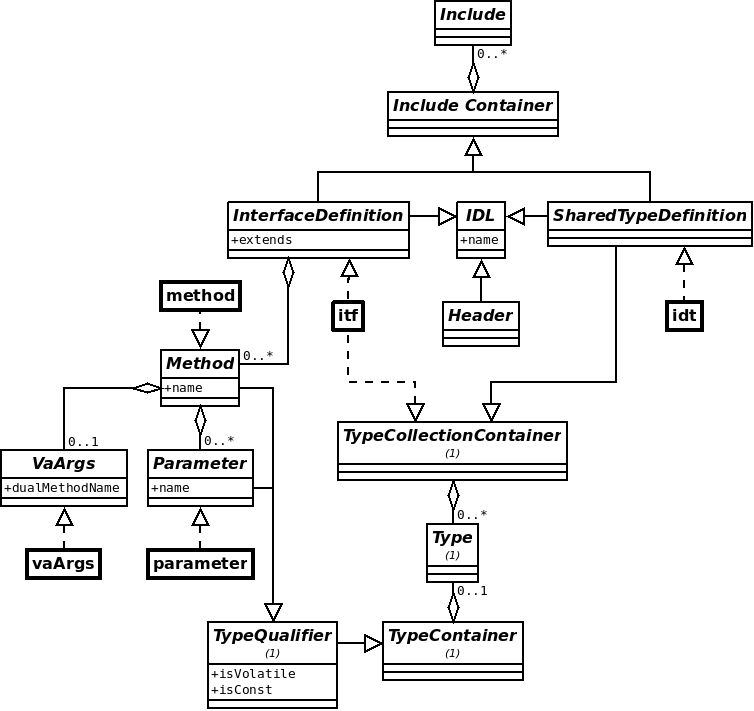 Include
0..*
Include Container
InterfaceDefinition
+extends
IDL
+name
SharedTypeDefinition
method
itf
Header
idt
Method
+name
0..*
0..1
0..*
VaArgs
+dualMethodName
Parameter
+name
TypeCollectionContainer
(1)
0..*
Type
(1)
vaArgs
parameter
0..1
TypeQualifier
(1)
+isVolatile
+isConst
TypeContainer
(1)